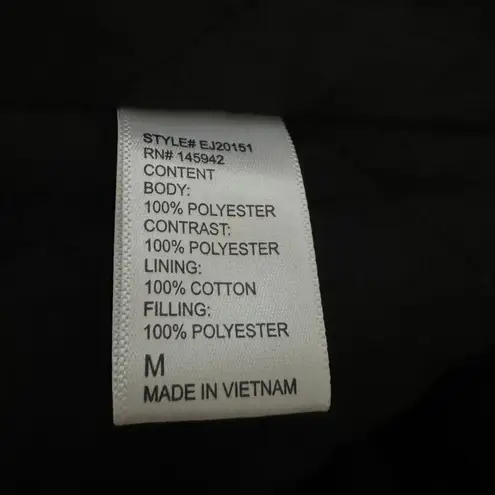 STYLE# EJ20151
RN# 145942
CONTENT
BODY:
100% POLYESTER
CONTRAST:
100% POLYESTER
LINING:
100% COTTON
FILLING:
100% POLYESTER
M
MADE IN VIETNAM